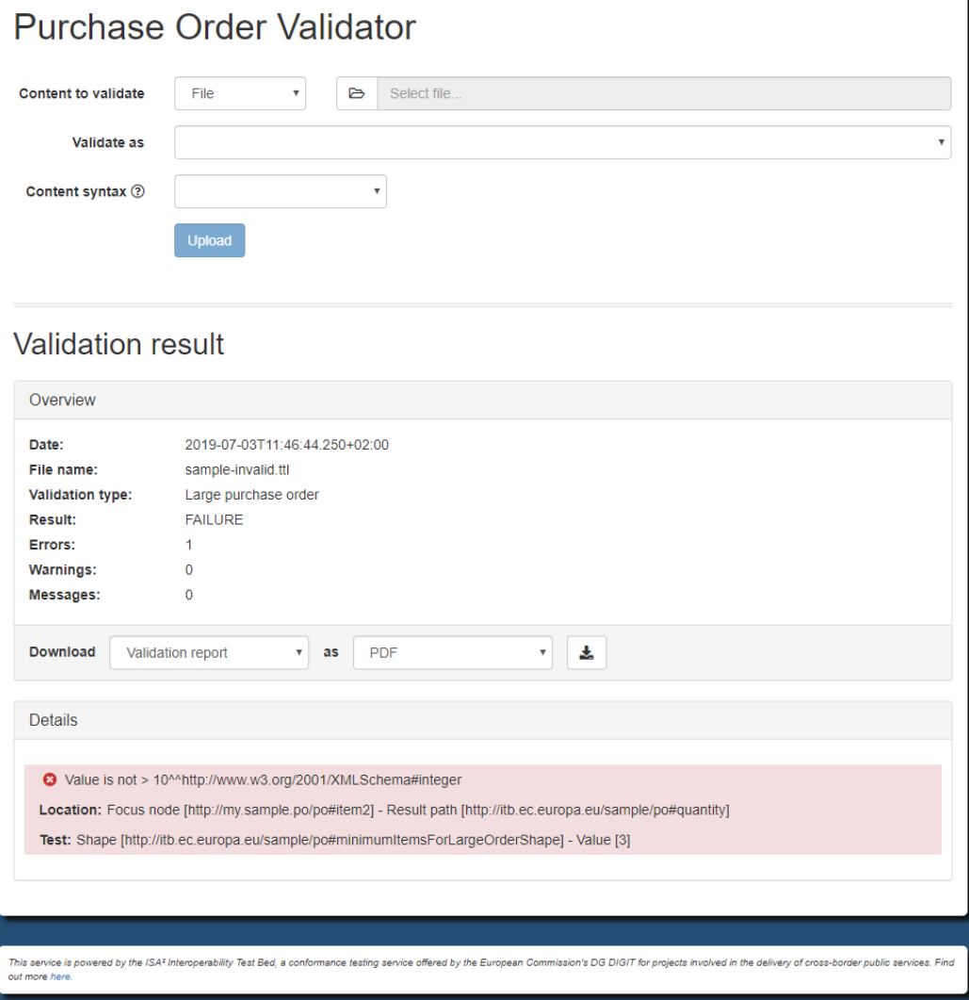 Purchase Order Validator
Content to validate File Select file...
Validate as
Content syntax
Upload
Validation result
Overview
Date: 2019-07-03T11:46:44.250+02:00
File name: sample-invalid.ttl
Validation type: Large purchase order
Result: FAILURE
Errors: 1
Warnings: 0
Messages: 0
Download Validation report as PDF
Details
Value is not > 10^^http://www.w3.org/2001/XMLSchema#integer
Location: Focus node [http://my.sample.po/po#item2] - Result path [http://itb.ec.europa.eu/sample/po#quantity]
Test: Shape [http://itb.ec.europa.eu/sample/po#minimumItemsForLargeOrderShape] - Value [3]
This service is powered by the ISA² Interoperability Test Bed, a conformance testing service offered by the European Commission's DG DIGIT for projects involved in the delivery of cross-border public services. Find
out more here.